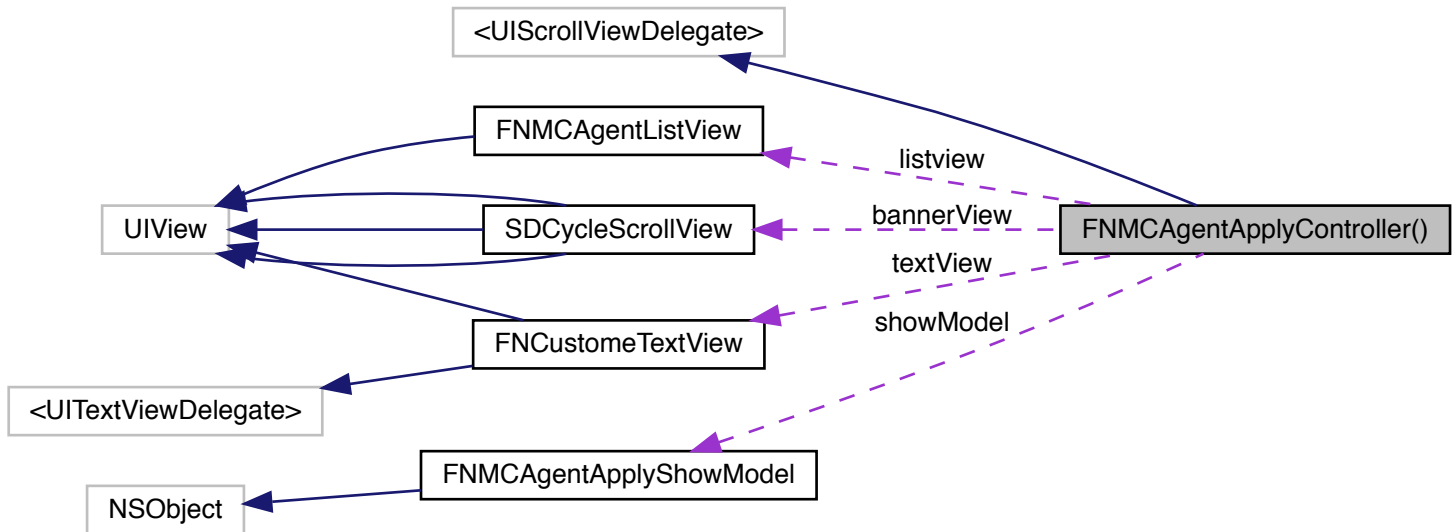 <UIScrollViewDelegate>
FNMCAgentListView
listview
UIView
SDCycleScrollView
bannerView
FNMCAgentApplyController()
textView
showModel
FNCustomeTextView
<UITextViewDelegate>
FNMCAgentApplyShowModel
NSObject